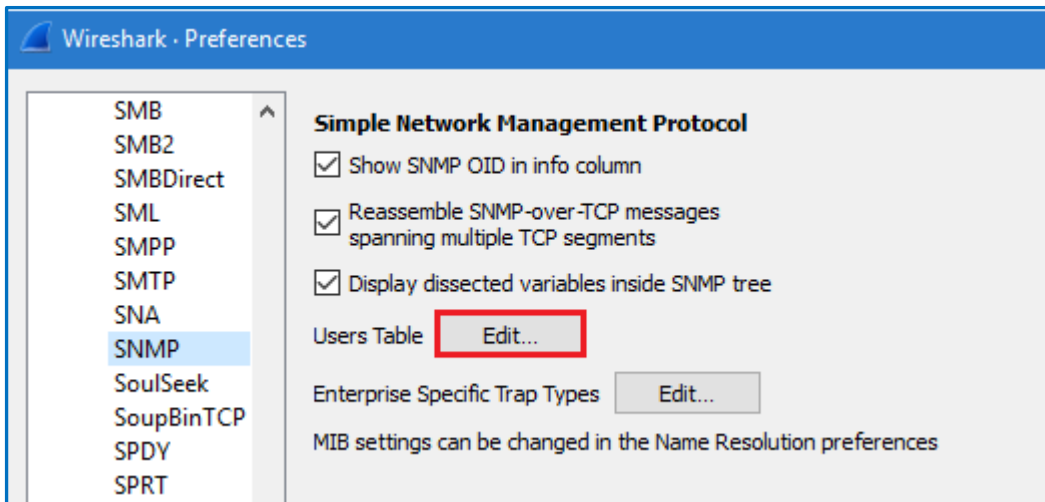 Wireshark · Preferences
SMB
SMB2
SMBDirect
SML
SMPP
SMTP
SNA
SNMP
SoulSeek
SoupBinTCP
SPDY
SPRT
Simple Network Management Protocol
Show SNMP OID in info column
Reassemble SNMP-over-TCP messages
spanning multiple TCP segments
Display dissected variables inside SNMP tree
Users Table Edit...
Enterprise Specific Trap Types Edit...
MIB settings can be changed in the Name Resolution preferences